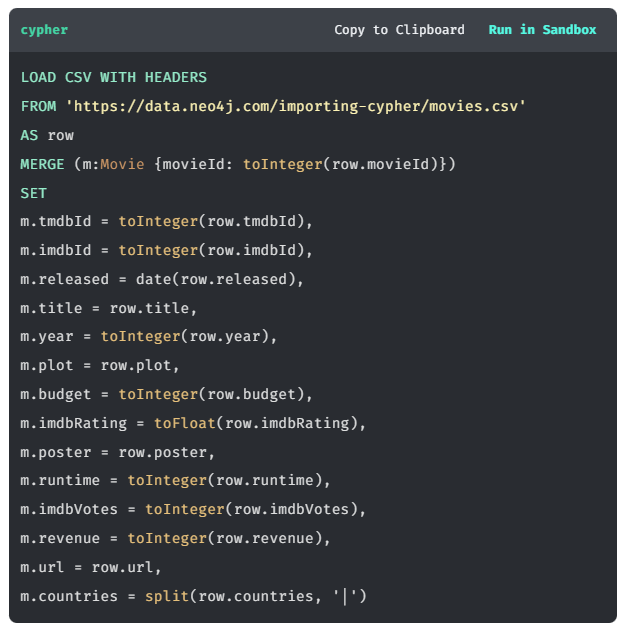 cypher Copy to Clipboard Run in Sandbox
LOAD CSV WITH HEADERS
FROM 'https://data.neo4j.com/importing-cypher/movies.csv'
AS row
MERGE (m:Movie {movieId: toInteger(row.movieId)})
SET
m.tmdbId = toInteger(row.tmdbId),
m.imdbId = toInteger(row.imdbId),
m.released = date(row.released),
m.title = row.title,
m.year = toInteger(row.year),
m.plot = row.plot,
m.budget = toInteger(row.budget),
m.imdbRating = toFloat(row.imdbRating),
m.poster = row.poster,
m.runtime = toInteger(row.runtime),
m.imdbVotes = toInteger(row.imdbVotes),
m.revenue = toInteger(row.revenue),
m.url = row.url,
m.countries = split(row.countries, '|')